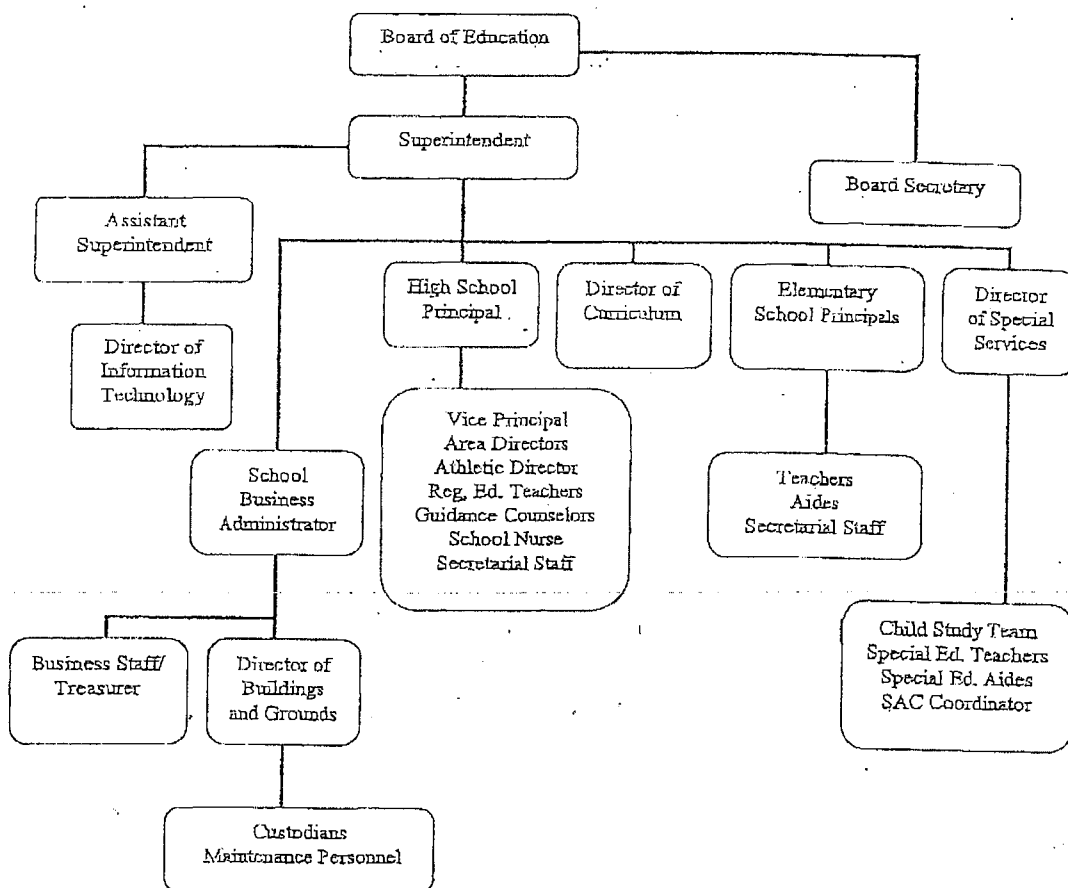 Board of Education
Superintendent
Board Secretary
Assistant
Superintendent
High School
Principal
Director of
Curriculum
Elementary
School Principals
Director
of Special
Services
Director of
Information
Technology
Vice Principal
Area Directors
Athletic Director
Reg. Ed. Teachers
Guidance Counselors
School Nurse
Secretarial Staff
School
Business
Administrator
Teachers
Aides
Secretarial Staff
Business Staff/
Treasurer
Director of
Buildings
and Grounds
Child Study Team
Special Ed. Teachers
Special Ed. Aides
SAC Coordinator
Custodians
Maintenance Personnel